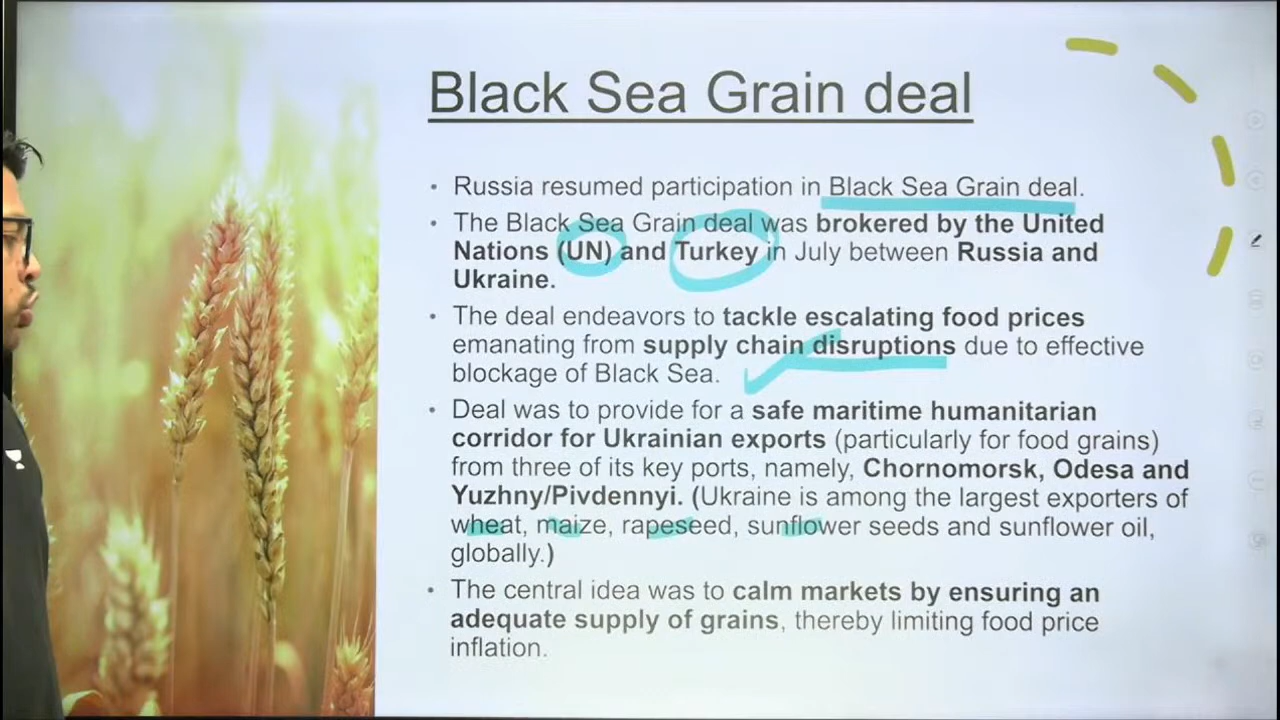 Black Sea Grain deal
• Russia resumed participation in Black Sea Grain deal.
• The Black Sea Grain deal was brokered by the United
Nations (UN) and Turkey in July between Russia and
Ukraine.
• The deal endeavors to tackle escalating food prices
emanating from supply chain disruptions due to effective
blockage of Black Sea.
• Deal was to provide for a safe maritime humanitarian
corridor for Ukrainian exports (particularly for food grains)
from three of its key ports, namely, Chornomorsk, Odesa and
Yuzhny/Pivdennyi. (Ukraine is among the largest exporters of
wheat, maize, rapeseed, sunflower seeds and sunflower oil,
globally.)
• The central idea was to calm markets by ensuring an
adequate supply of grains, thereby limiting food price
inflation.